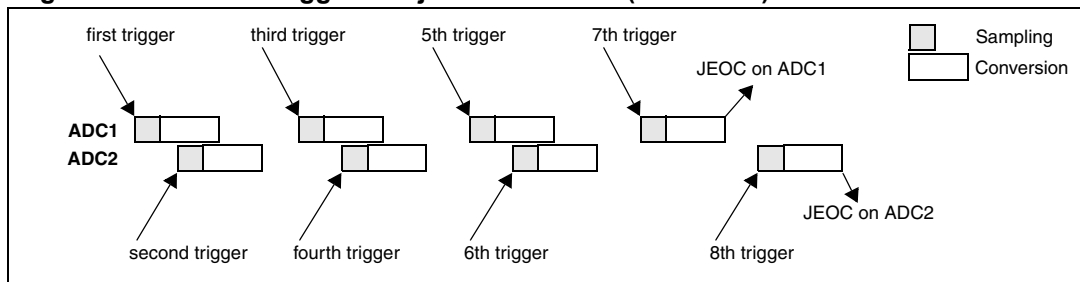 first trigger
third trigger
5th trigger
7th trigger
Sampling
Conversion
JEOC on ADC1
ADC1
ADC2
JEOC on ADC2
second trigger
fourth trigger
6th trigger
8th trigger